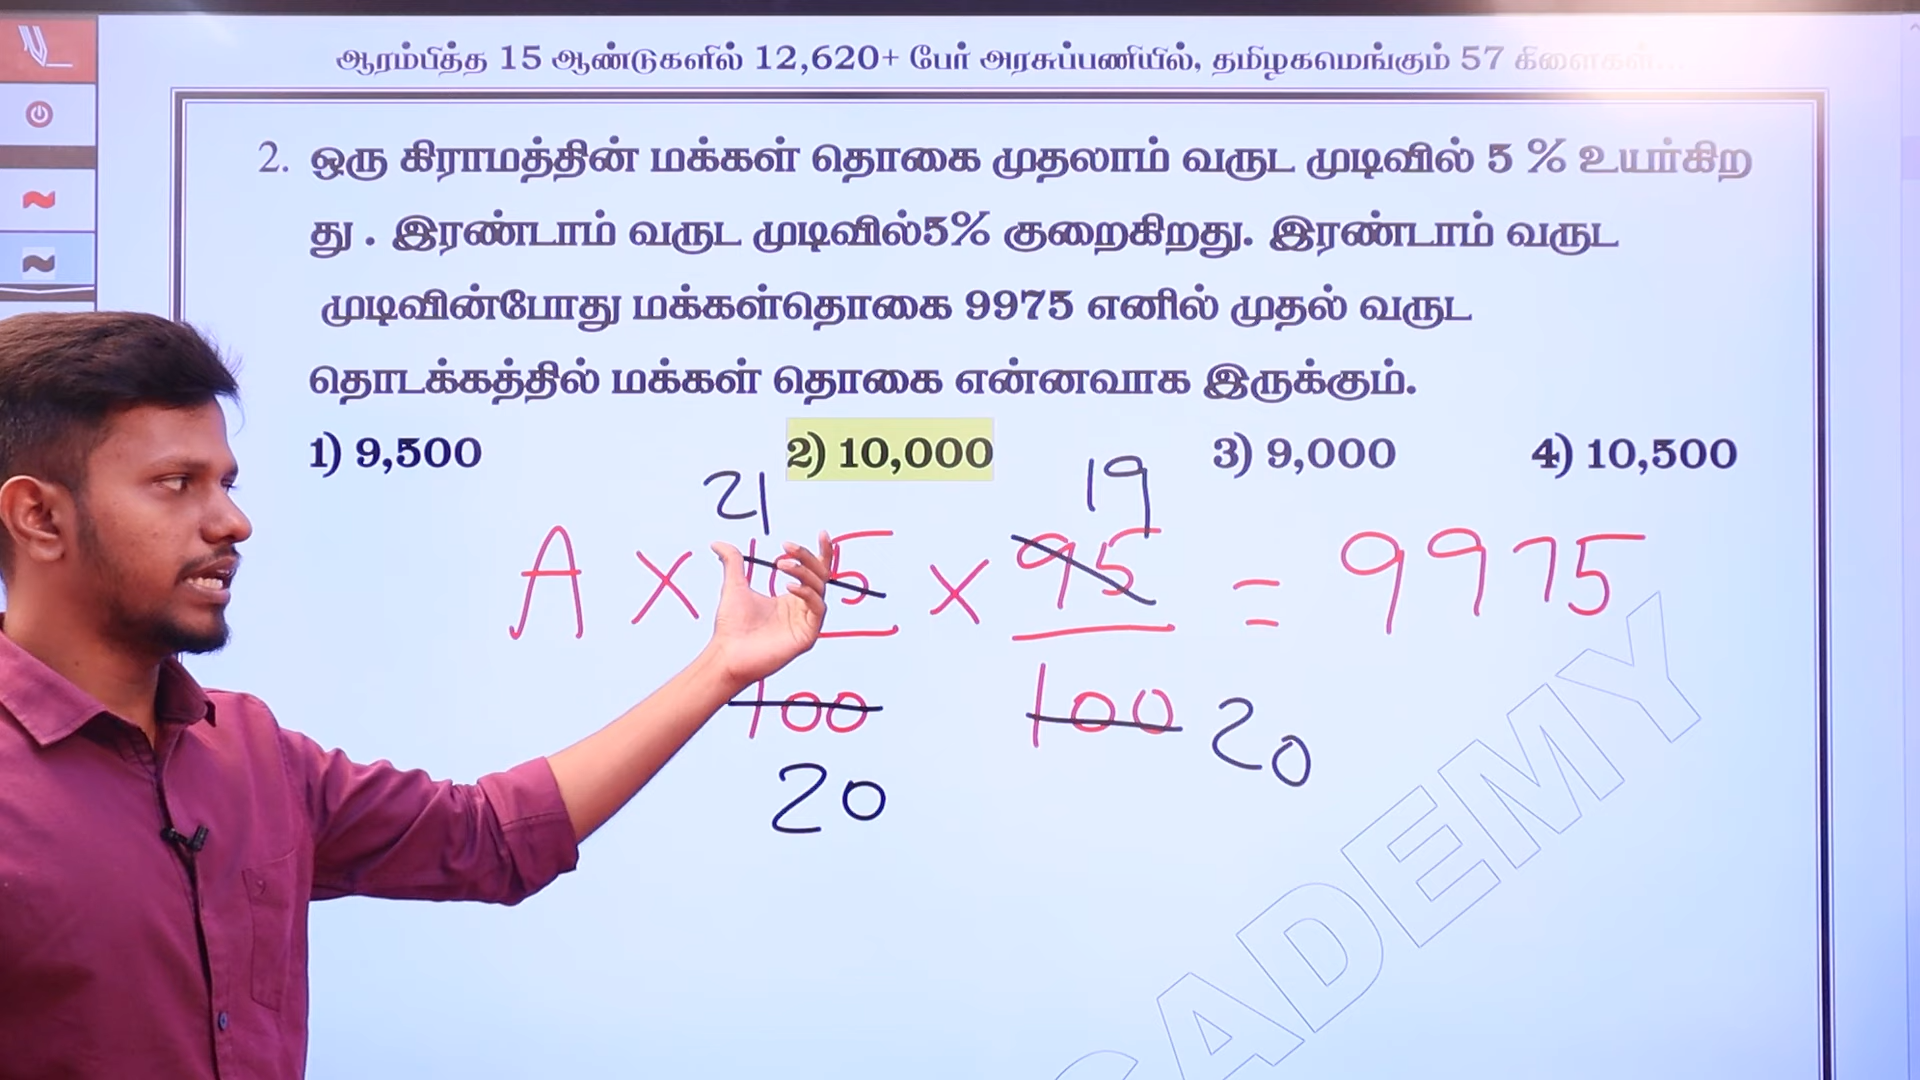 ஆரம்பித்த 15 ஆண்டுகளில் 12,620+ பேர் அரசுப்பணியில், தமிழகமெங்கும் 57 கிளைகள்...
2. ஒரு கிராமத்தின் மக்கள் தொகை முதலாம் வருட முடிவில் 5 % உயர்கிற
து . இரண்டாம் வருட முடிவில்5% குறைகிறது. இரண்டாம் வருட
முடிவின்போது மக்கள்தொகை 9975 எனில் முதல் வருட
தொடக்கத்தில் மக்கள் தொகை என்னவாக இருக்கும்.
1) 9,500 2) 10,000 3) 9,000 4) 10,500
21 19
A × 105 × 95 = 9975
100 100 20
20
CADEMY